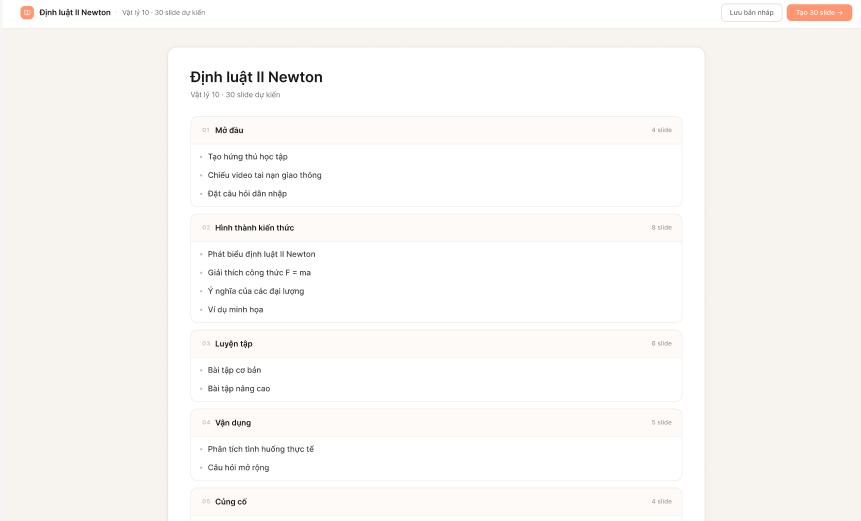 Định luật II Newton · Vật lý 10 · 30 slide dự kiến
Lưu bản nháp
Tạo 30 slide →
Định luật II Newton
Vật lý 10 · 30 slide dự kiến
01 Mở đầu 4 slide
• Tạo hứng thú học tập
• Chiếu video tai nạn giao thông
• Đặt câu hỏi dẫn nhập
02 Hình thành kiến thức 8 slide
• Phát biểu định luật II Newton
• Giải thích công thức F = ma
• Ý nghĩa của các đại lượng
• Ví dụ minh họa
03 Luyện tập 6 slide
• Bài tập cơ bản
• Bài tập nâng cao
04 Vận dụng 5 slide
• Phân tích tình huống thực tế
• Câu hỏi mở rộng
05 Củng cố 4 slide